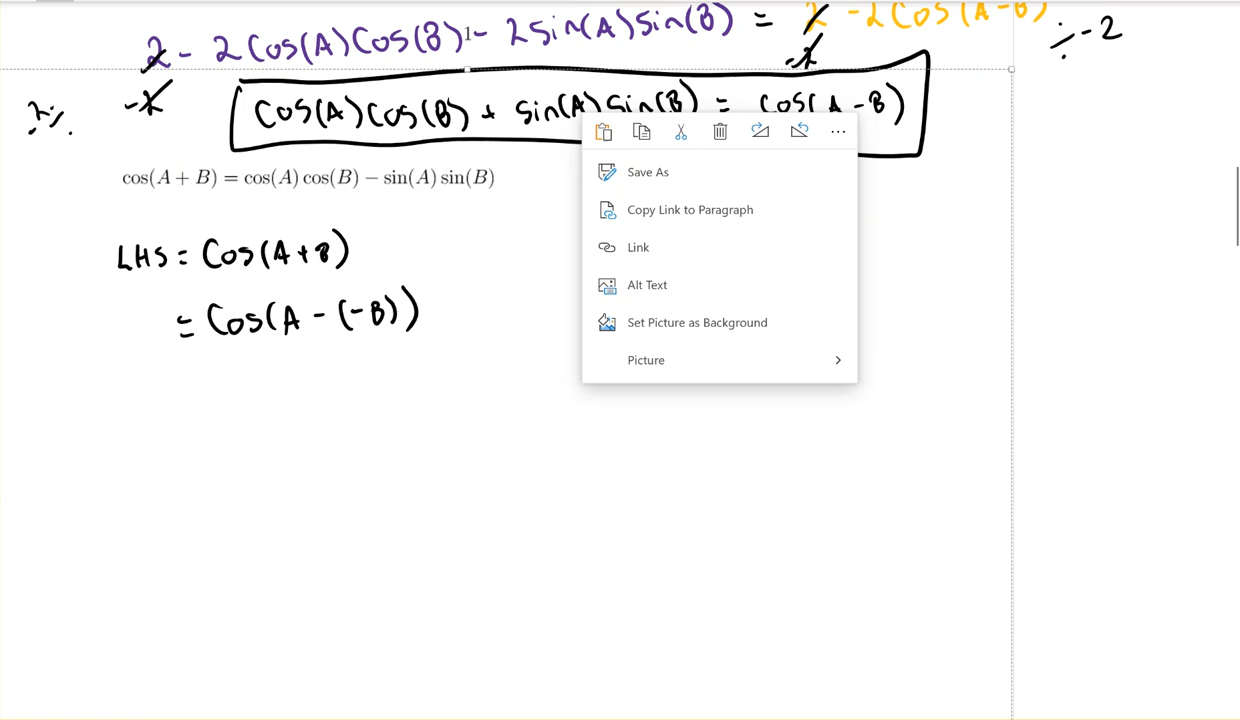 2 - 2Cos(A)Cos(B) - 2Sin(A)Sin(B) = 2 - 2Cos(A-B) ÷ -2
Cos(A)Cos(B) + Sin(A)Sin(B) = Cos(A-B)
cos(A + B) = cos(A) cos(B) − sin(A) sin(B)
LHS = Cos(A+B)
= Cos(A - (-B))
Save As
Copy Link to Paragraph
Link
Alt Text
Set Picture as Background
Picture